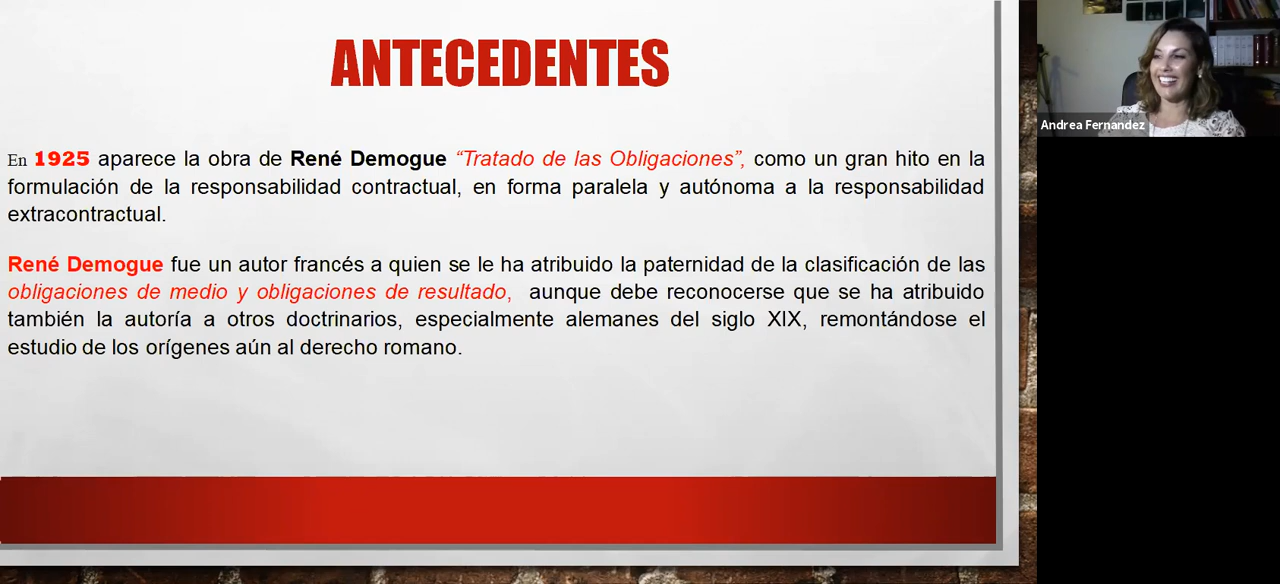 ANTECEDENTES
En 1925 aparece la obra de René Demogue “Tratado de las Obligaciones”, como un gran hito en la
formulación de la responsabilidad contractual, en forma paralela y autónoma a la responsabilidad
extracontractual.
René Demogue fue un autor francés a quien se le ha atribuido la paternidad de la clasificación de las
obligaciones de medio y obligaciones de resultado, aunque debe reconocerse que se ha atribuido
también la autoría a otros doctrinarios, especialmente alemanes del siglo XIX, remontándose el
estudio de los orígenes aún al derecho romano.
Andrea Fernandez